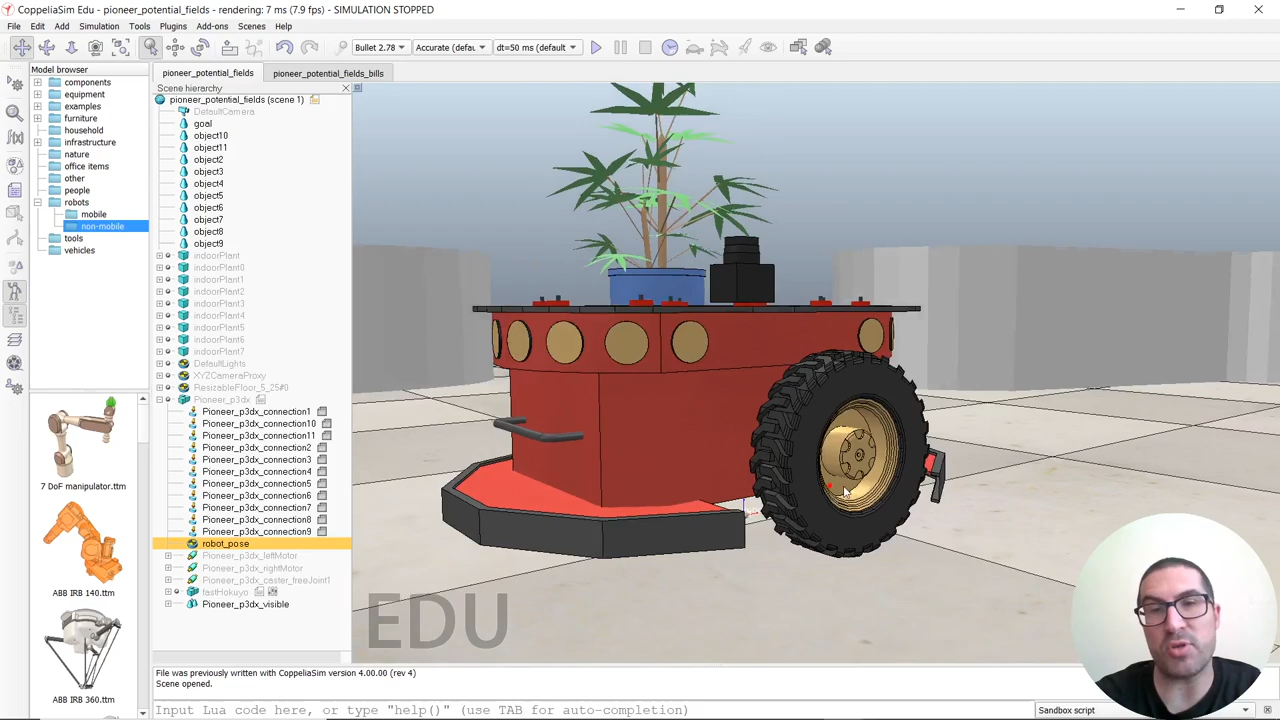 CoppeliaSim Edu - pioneer_potential_fields - rendering: 7 ms (7.9 fps) - SIMULATION STOPPED
File Edit Add Simulation Tools Plugins Add-ons Scenes Help
Bullet 2.78 Accurate (defau dt=50 ms (default)
Model browser
components
equipment
examples
furniture
household
infrastructure
nature
office items
other
people
robots
mobile
non-mobile
tools
vehicles
7 DoF manipulator.ttm
ABB IRB 140.ttm
ABB IRB 360.ttm
pioneer_potential_fields pioneer_potential_fields_bills
Scene hierarchy
pioneer_potential_fields (scene 1)
DefaultCamera
goal
object10
object11
object2
object3
object4
object5
object6
object7
object8
object9
indoorPlant
indoorPlant0
indoorPlant1
indoorPlant2
indoorPlant3
indoorPlant4
indoorPlant5
indoorPlant6
indoorPlant7
DefaultLights
XYZCameraProxy
ResizableFloor_5_25#0
Pioneer_p3dx
Pioneer_p3dx_connection1
Pioneer_p3dx_connection10
Pioneer_p3dx_connection11
Pioneer_p3dx_connection2
Pioneer_p3dx_connection3
Pioneer_p3dx_connection4
Pioneer_p3dx_connection5
Pioneer_p3dx_connection6
Pioneer_p3dx_connection7
Pioneer_p3dx_connection8
Pioneer_p3dx_connection9
robot_pose
Pioneer_p3dx_leftMotor
Pioneer_p3dx_rightMotor
Pioneer_p3dx_caster_freeJoint1
fastHokuyo
Pioneer_p3dx_visible
EDU
File was previously written with CoppeliaSim version 4.00.00 (rev 4)
Scene opened.
Input Lua code here, or type "help()" (use TAB for auto-completion)
Sandbox script